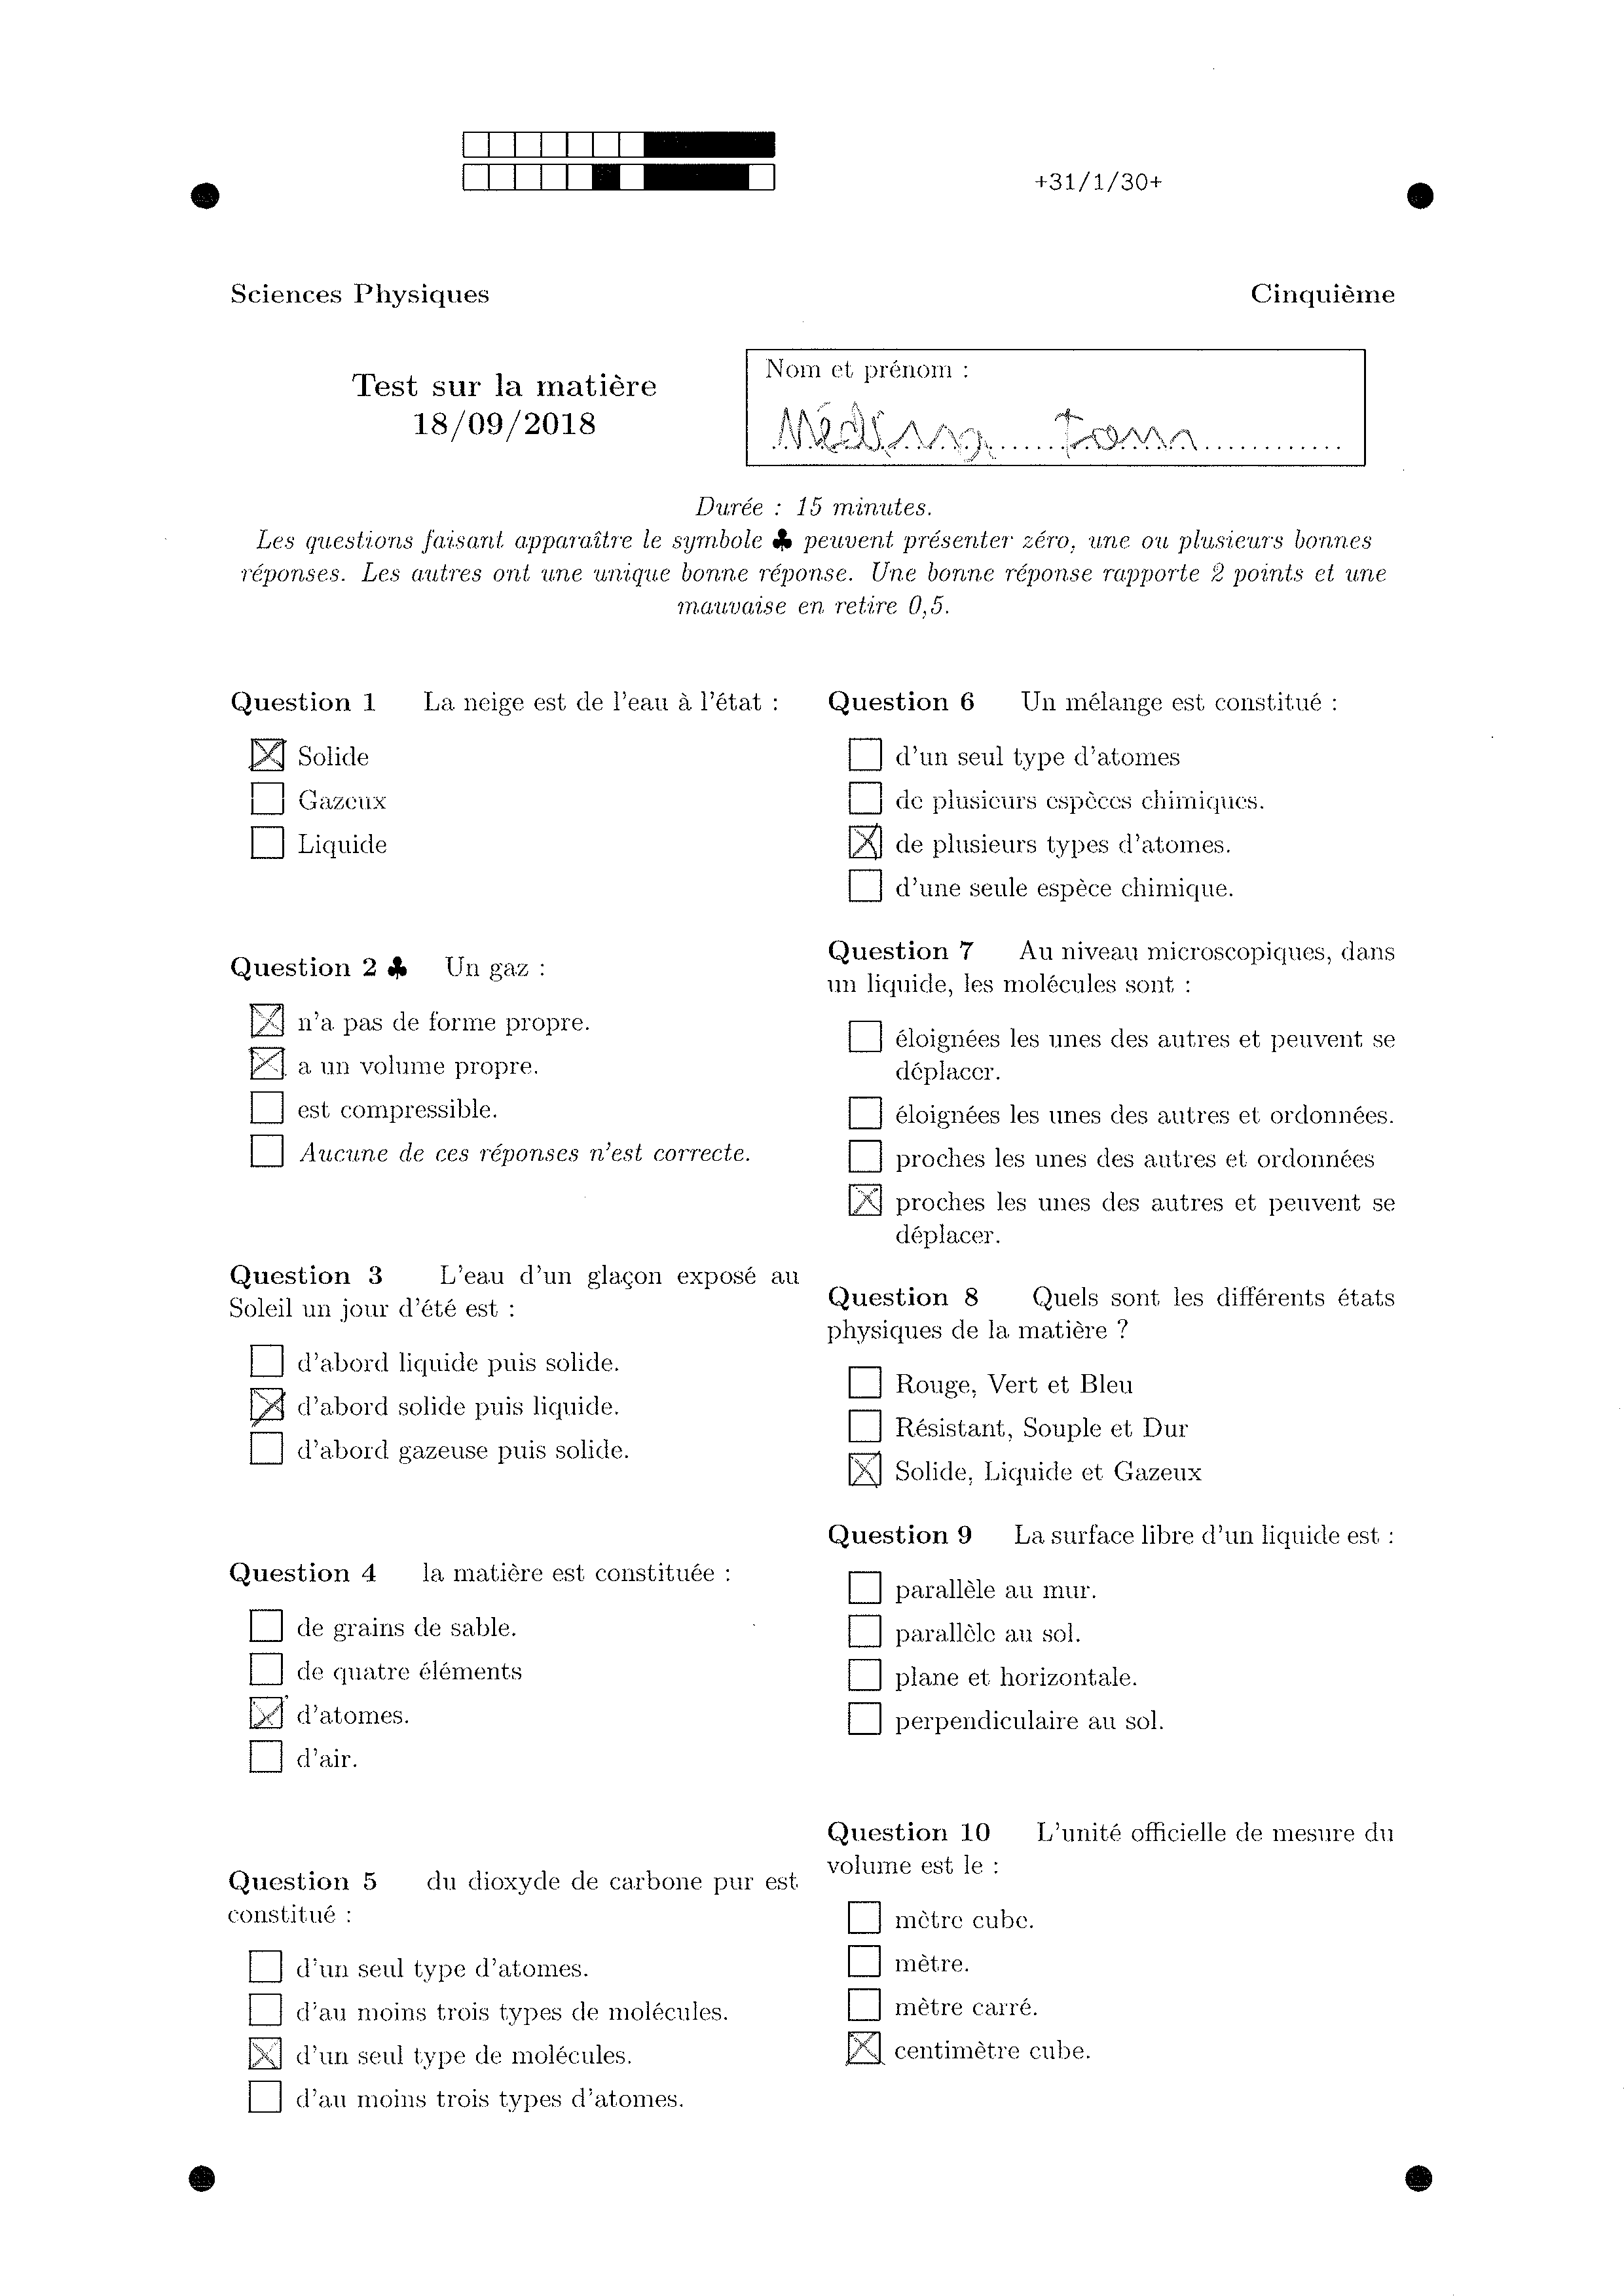 +31/1/30+
Sciences Physiques
Cinquième
Test sur la matière
18/09/2018
Nom et prénom :
Médina Tom
Durée : 15 minutes.
Les questions faisant apparaître le symbole ♣ peuvent présenter zéro, une ou plusieurs bonnes
réponses. Les autres ont une unique bonne réponse. Une bonne réponse rapporte 2 points et une
mauvaise en retire 0,5.
Question 1 La neige est de l'eau à l'état :
Solide
Gazeux
Liquide
Question 2 ♣ Un gaz :
n'a pas de forme propre.
a un volume propre.
est compressible.
Aucune de ces réponses n'est correcte.
Question 3 L'eau d'un glaçon exposé au
Soleil un jour d'été est :
d'abord liquide puis solide.
d'abord solide puis liquide.
d'abord gazeuse puis solide.
Question 4 la matière est constituée :
de grains de sable.
de quatre éléments
d'atomes.
d'air.
Question 5 du dioxyde de carbone pur est
constitué :
d'un seul type d'atomes.
d'au moins trois types de molécules.
d'un seul type de molécules.
d'au moins trois types d'atomes.
Question 6 Un mélange est constitué :
d'un seul type d'atomes
de plusieurs espèces chimiques.
de plusieurs types d'atomes.
d'une seule espèce chimique.
Question 7 Au niveau microscopiques, dans
un liquide, les molécules sont :
éloignées les unes des autres et peuvent se
déplacer.
éloignées les unes des autres et ordonnées.
proches les unes des autres et ordonnées
proches les unes des autres et peuvent se
déplacer.
Question 8 Quels sont les différents états
physiques de la matière ?
Rouge, Vert et Bleu
Résistant, Souple et Dur
Solide, Liquide et Gazeux
Question 9 La surface libre d'un liquide est :
parallèle au mur.
parallèle au sol.
plane et horizontale.
perpendiculaire au sol.
Question 10 L'unité officielle de mesure du
volume est le :
mètre cube.
mètre.
mètre carré.
centimètre cube.